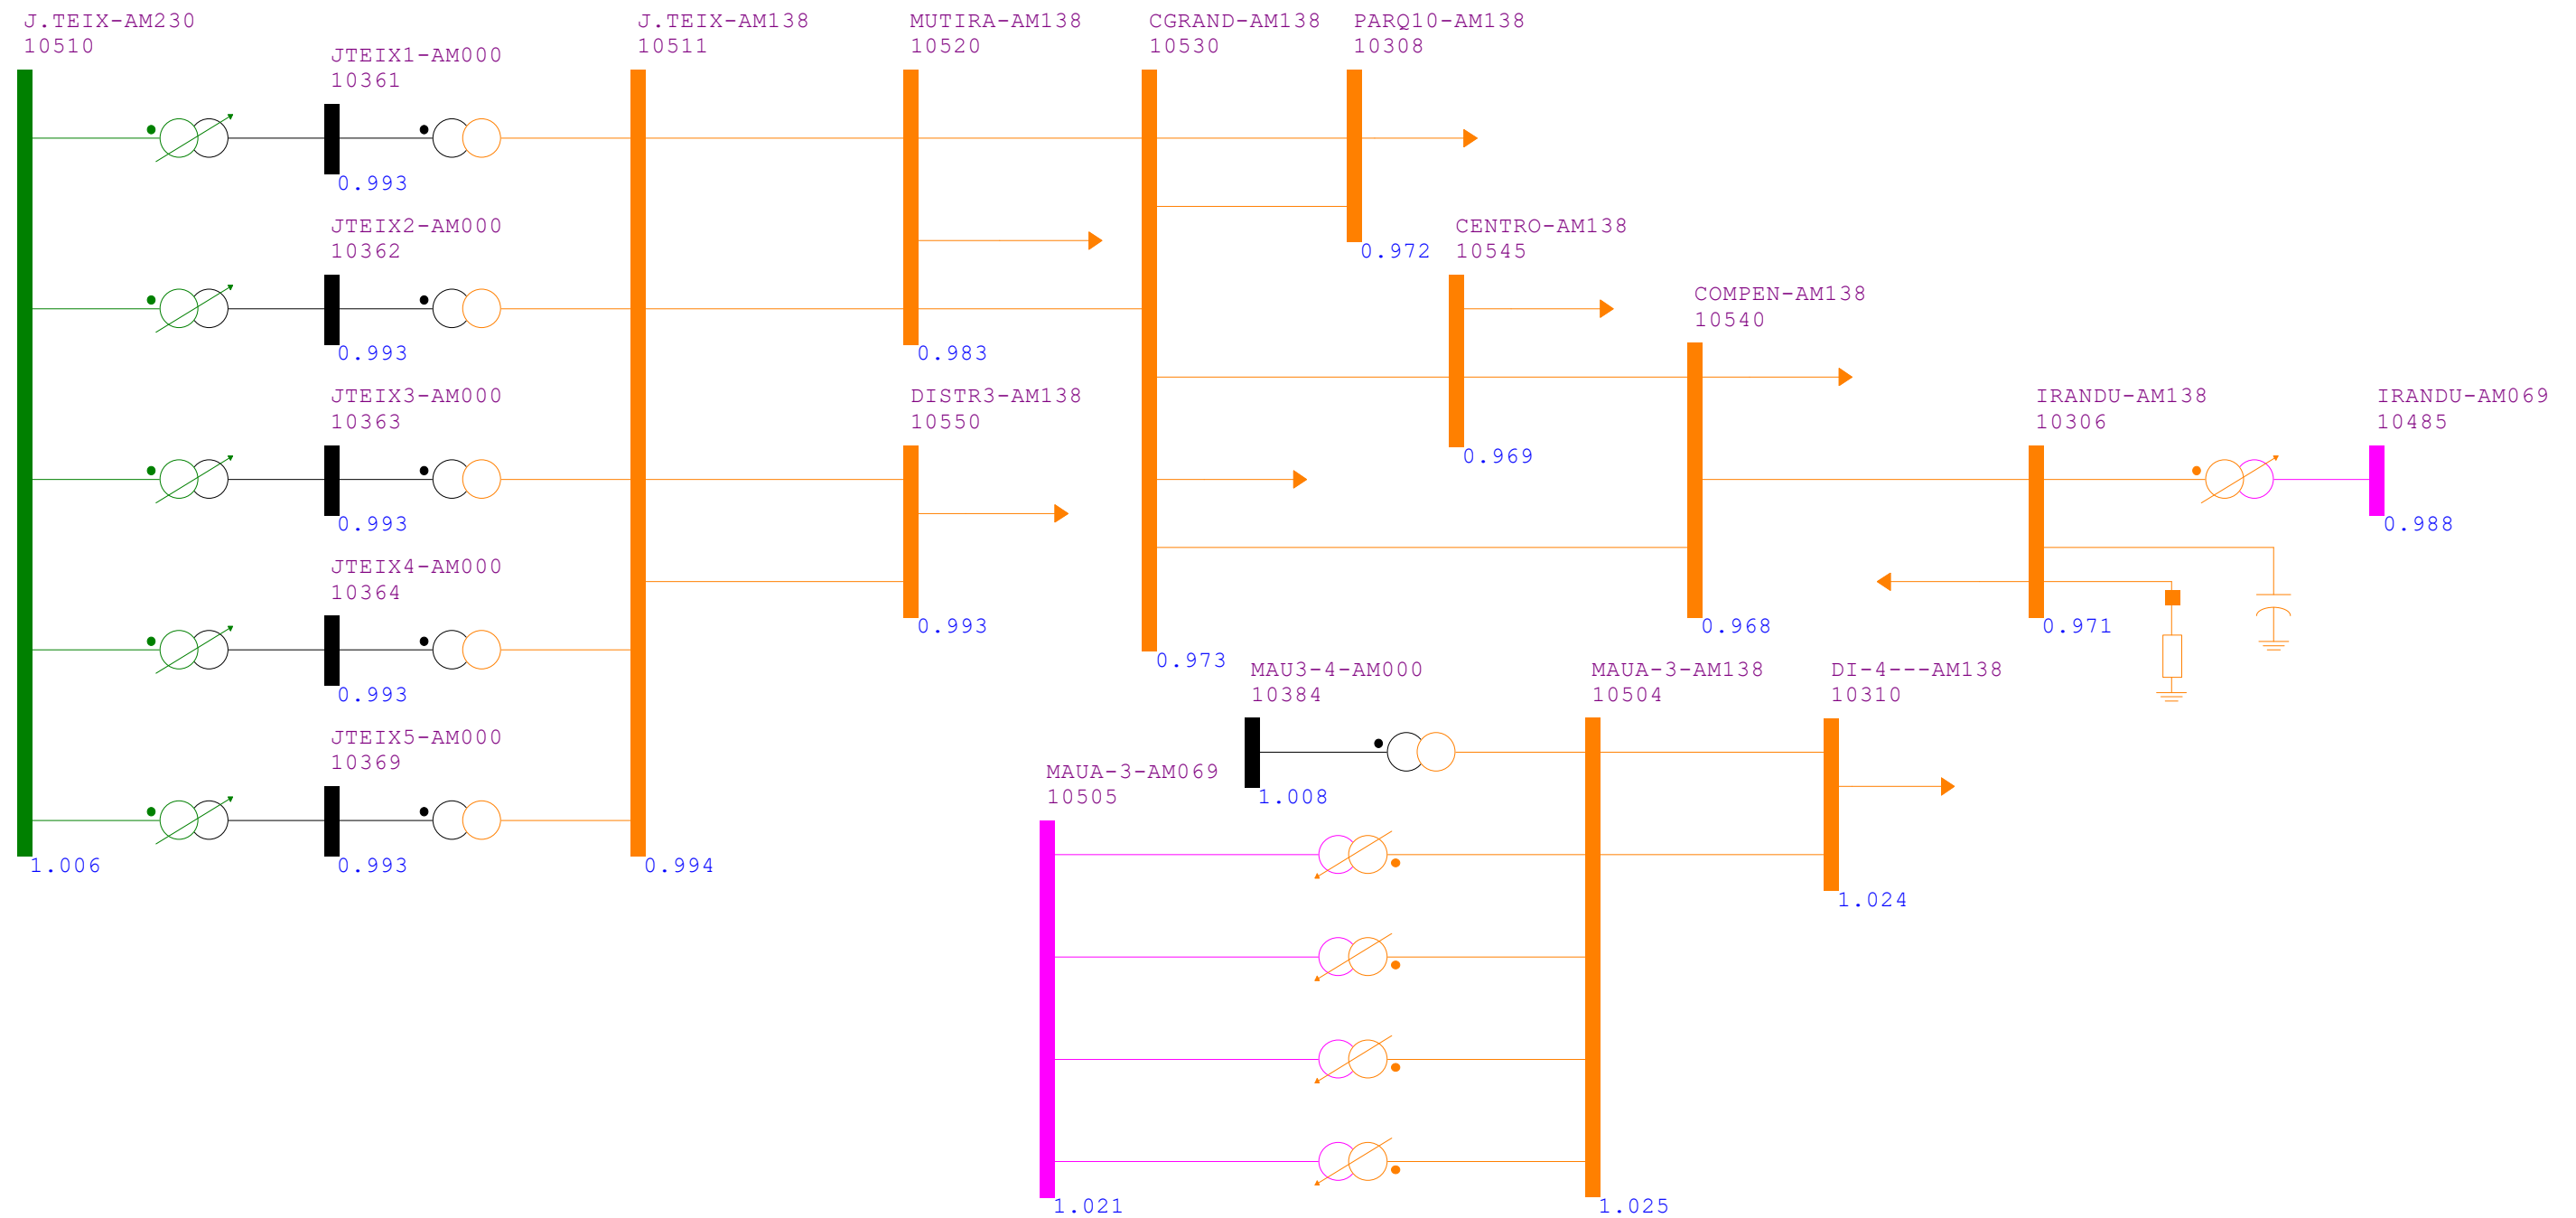 J.TEIX-AM230
10510
JTEIX1-AM000
10361
J.TEIX-AM138
10511
MUTIRA-AM138
10520
CGRAND-AM138
10530
PARQ10-AM138
10308
0.993
JTEIX2-AM000
10362
0.972
CENTRO-AM138
10545
COMPEN-AM138
10540
0.993
0.983
JTEIX3-AM000
10363
DISTR3-AM138
10550
IRANDU-AM138
10306
IRANDU-AM069
10485
0.969
0.993
0.988
JTEIX4-AM000
10364
0.993
0.968
0.971
0.973
MAU3-4-AM000
10384
MAUA-3-AM138
10504
DI-4---AM138
10310
0.993
JTEIX5-AM000
10369
MAUA-3-AM069
10505
1.008
1.006
0.993
0.994
1.024
1.021
1.025